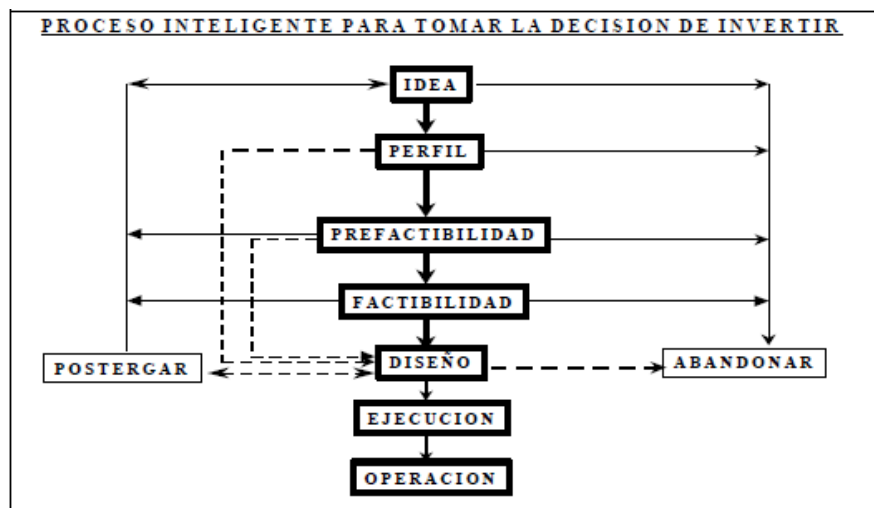 PROCESO INTELIGENTE PARA TOMAR LA DECISION DE INVERTIR
IDEA
PERFIL
PREFACTIBILIDAD
FACTIBILIDAD
POSTERGAR
DISEÑO
ABANDONAR
EJECUCION
OPERACION